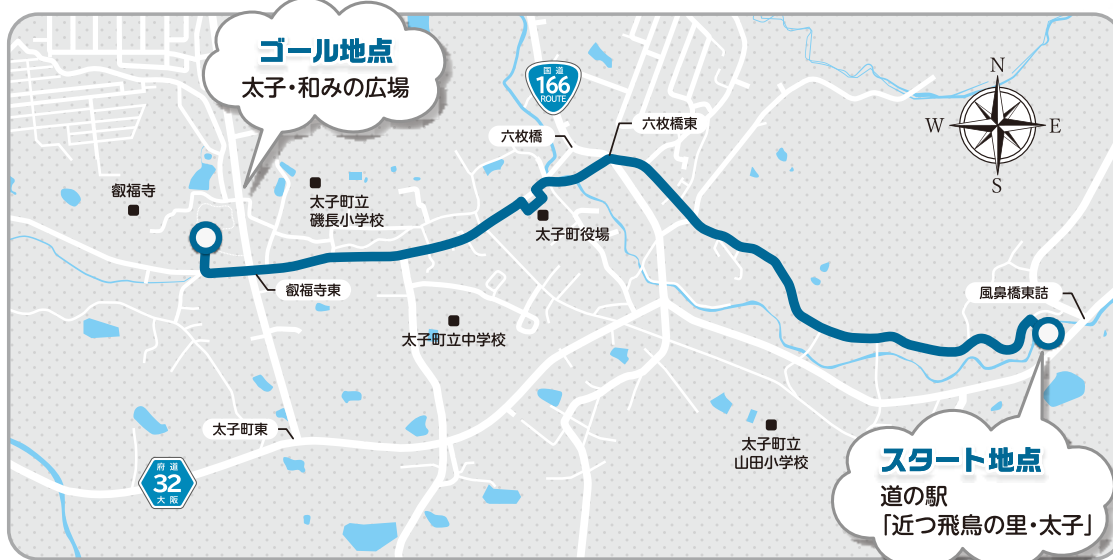 ゴール地点
太子・和みの広場
国道
166
ROUTE
N
W
E
S
六枚橋
六枚橋東
叡福寺
太子町立
磯長小学校
太子町役場
叡福寺東
風鼻橋東詰
太子町立中学校
太子町東
太子町立
山田小学校
府道
32
大阪
スタート地点
道の駅
「近つ飛鳥の里・太子」